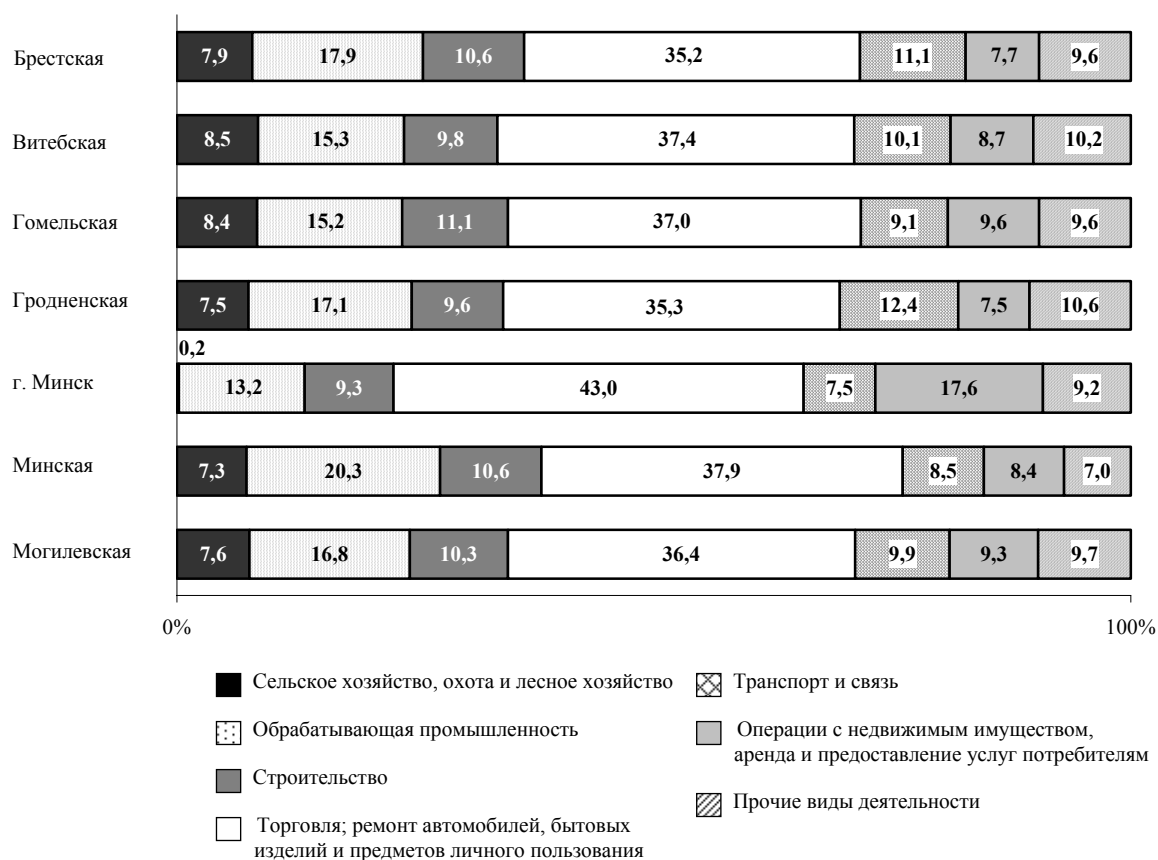 Брестская 7,9 17,9 10,6 35,2 11,1 7,7 9,6
Витебская 8,5 15,3 9,8 37,4 10,1 8,7 10,2
Гомельская 8,4 15,2 11,1 37,0 9,1 9,6 9,6
Гродненская 7,5 17,1 9,6 35,3 12,4 7,5 10,6
0,2
г. Минск 13,2 9,3 43,0 7,5 17,6 9,2
Минская 7,3 20,3 10,6 37,9 8,5 8,4 7,0
Могилевская 7,6 16,8 10,3 36,4 9,9 9,3 9,7
0% 100%
Сельское хозяйство, охота и лесное хозяйство
Обрабатывающая промышленность
Строительство
Торговля; ремонт автомобилей, бытовых
изделий и предметов личного пользования
Транспорт и связь
Операции с недвижимым имуществом,
аренда и предоставление услуг потребителям
Прочие виды деятельности